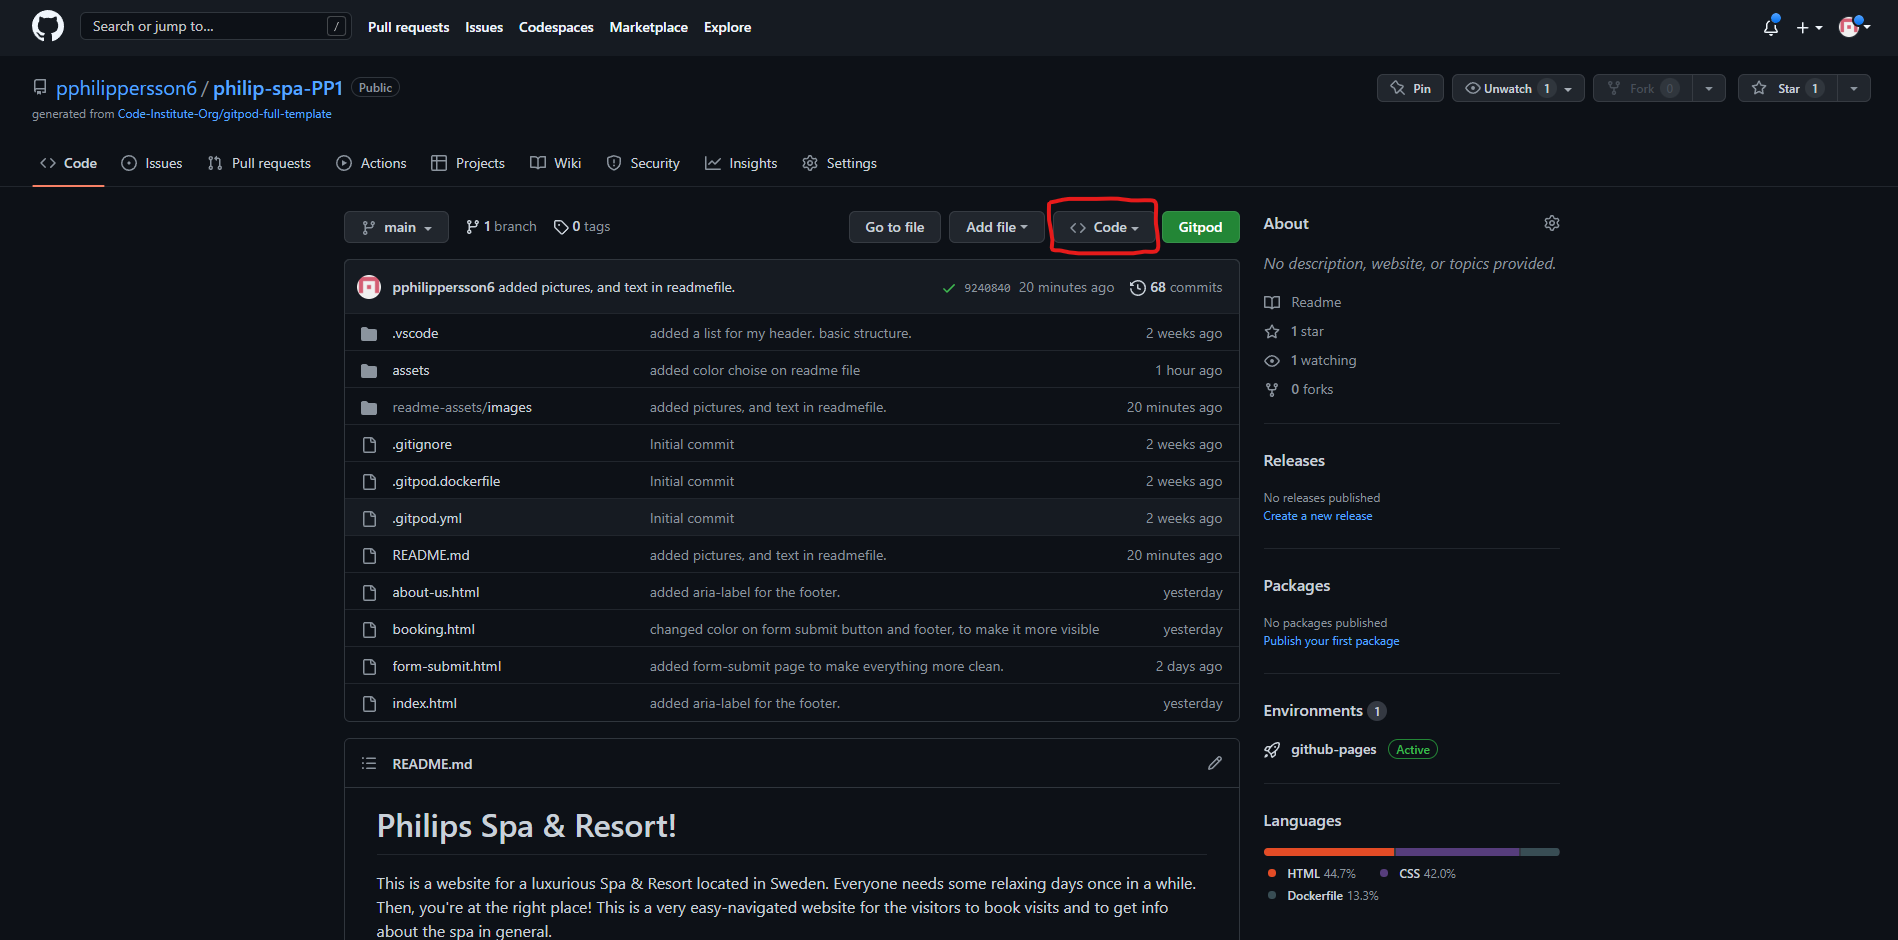 Search or jump to... /
Pull requests Issues Codespaces Marketplace Explore
pphilippersson6 / philip-spa-PP1 Public
Pin Unwatch 1 Fork 0 Star 1
generated from Code-Institute-Org/gitpod-full-template
Code Issues Pull requests Actions Projects Wiki Security Insights Settings
main 1 branch 0 tags Go to file Add file Code Gitpod
pphilippersson6 added pictures, and text in readmefile. 9240840 20 minutes ago 68 commits
.vscode added a list for my header. basic structure. 2 weeks ago
assets added color choise on readme file 1 hour ago
readme-assets/images added pictures, and text in readmefile. 20 minutes ago
.gitignore Initial commit 2 weeks ago
.gitpod.dockerfile Initial commit 2 weeks ago
.gitpod.yml Initial commit 2 weeks ago
README.md added pictures, and text in readmefile. 20 minutes ago
about-us.html added aria-label for the footer. yesterday
booking.html changed color on form submit button and footer, to make it more visible yesterday
form-submit.html added form-submit page to make everything more clean. 2 days ago
index.html added aria-label for the footer. yesterday
README.md
Philips Spa & Resort!
This is a website for a luxurious Spa & Resort located in Sweden. Everyone needs some relaxing days once in a while.
Then, you're at the right place! This is a very easy-navigated website for the visitors to book visits and to get info
about the spa in general.
About
No description, website, or topics provided.
Readme
1 star
1 watching
0 forks
Releases
No releases published
Create a new release
Packages
No packages published
Publish your first package
Environments 1
github-pages Active
Languages
HTML 44.7% CSS 42.0%
Dockerfile 13.3%